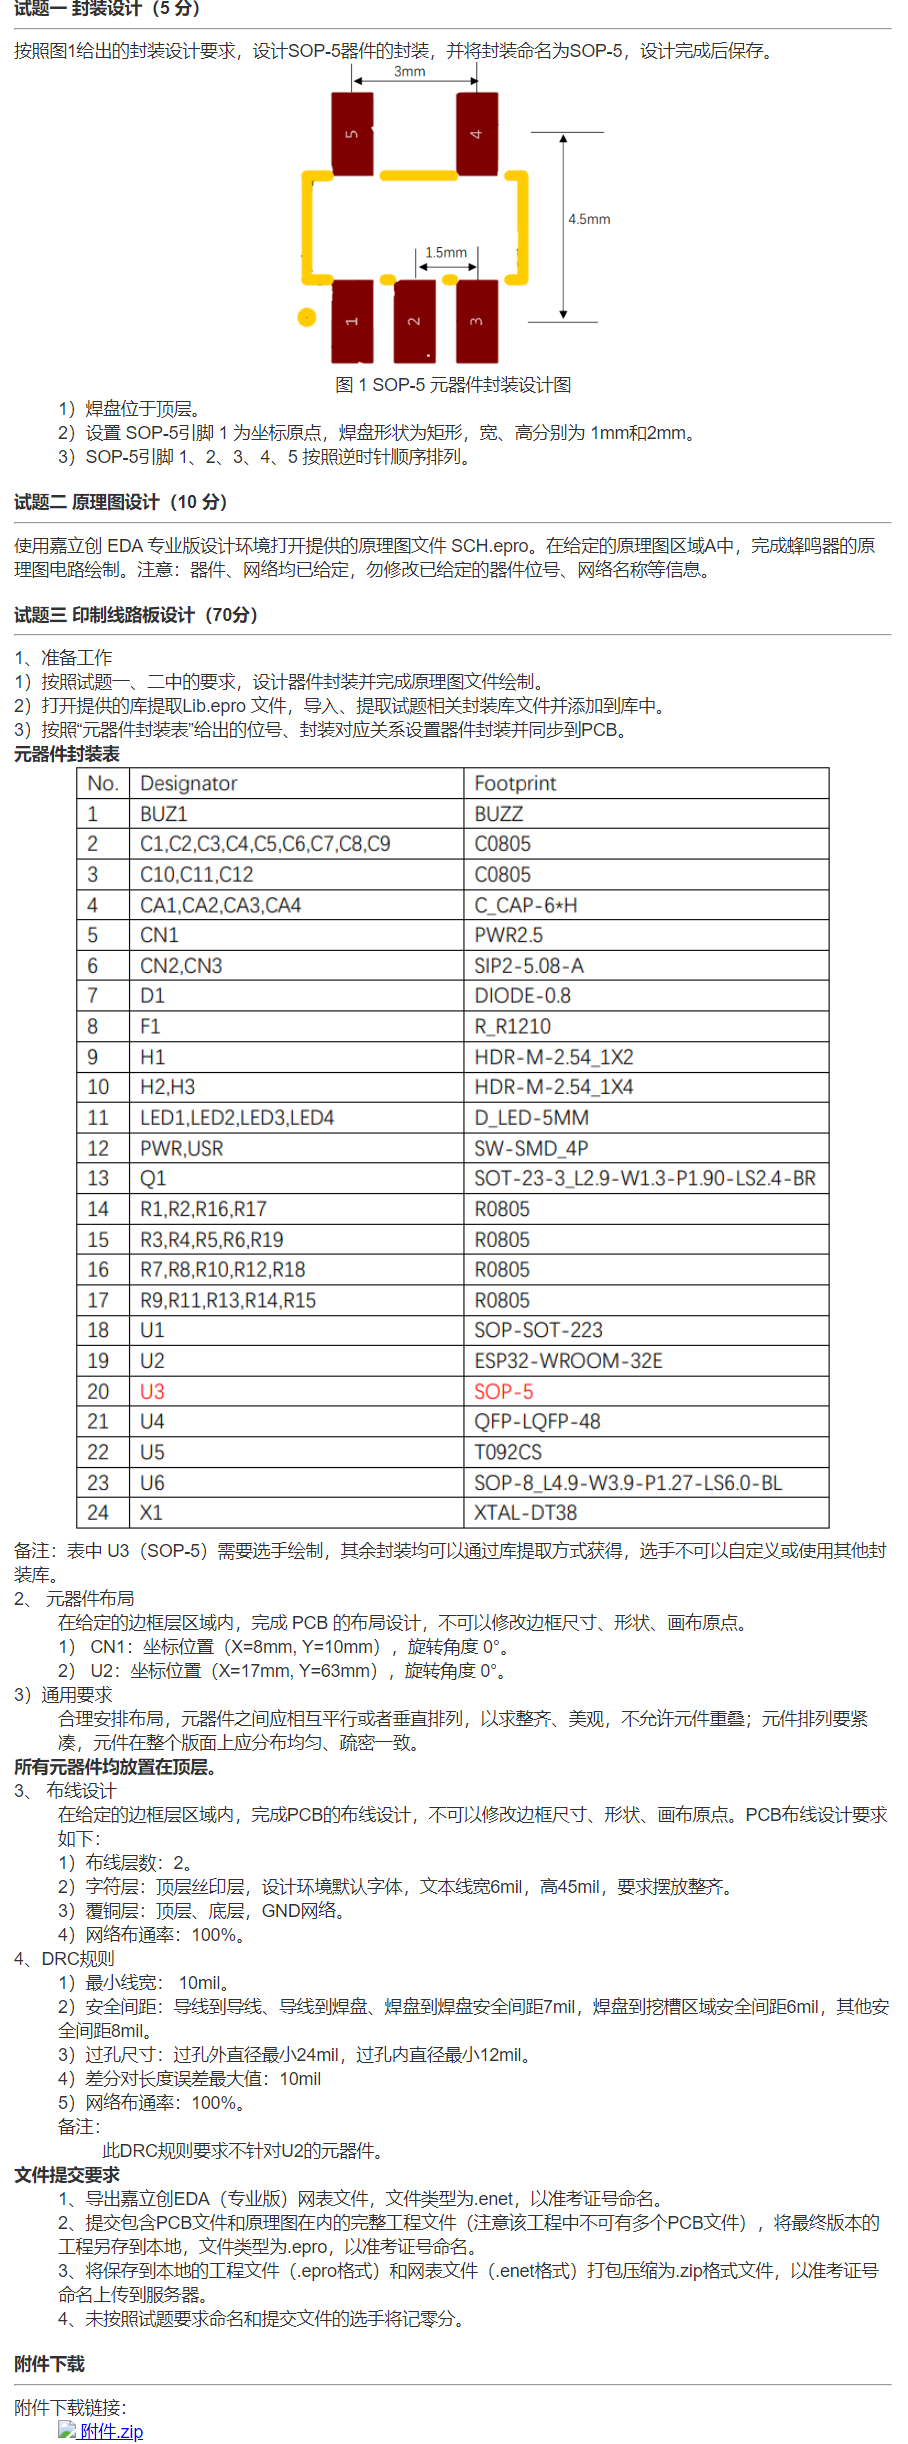 试题一 封装设计（5 分）
按照图1给出的封装设计要求，设计SOP-5器件的封装，并将封装命名为SOP-5，设计完成后保存。
3mm
5
4
4.5mm
1.5mm
1
2
3
图 1 SOP-5 元器件封装设计图
1）焊盘位于顶层。
2）设置 SOP-5引脚 1 为坐标原点，焊盘形状为矩形，宽、高分别为 1mm和2mm。
3）SOP-5引脚 1、2、3、4、5 按照逆时针顺序排列。
试题二 原理图设计（10 分）
使用嘉立创 EDA 专业版设计环境打开提供的原理图文件 SCH.epro。在给定的原理图区域A中，完成蜂鸣器的原
理图电路绘制。注意：器件、网络均已给定，勿修改已给定的器件位号、网络名称等信息。
试题三 印制线路板设计（70分）
1、准备工作
1）按照试题一、二中的要求，设计器件封装并完成原理图文件绘制。
2）打开提供的库提取Lib.epro 文件，导入、提取试题相关封装库文件并添加到库中。
3）按照“元器件封装表”给出的位号、封装对应关系设置器件封装并同步到PCB。
元器件封装表
No. Designator Footprint
1 BUZ1 BUZZ
2 C1,C2,C3,C4,C5,C6,C7,C8,C9 C0805
3 C10,C11,C12 C0805
4 CA1,CA2,CA3,CA4 C_CAP-6*H
5 CN1 PWR2.5
6 CN2,CN3 SIP2-5.08-A
7 D1 DIODE-0.8
8 F1 R_R1210
9 H1 HDR-M-2.54_1X2
10 H2,H3 HDR-M-2.54_1X4
11 LED1,LED2,LED3,LED4 D_LED-5MM
12 PWR,USR SW-SMD_4P
13 Q1 SOT-23-3_L2.9-W1.3-P1.90-LS2.4-BR
14 R1,R2,R16,R17 R0805
15 R3,R4,R5,R6,R19 R0805
16 R7,R8,R10,R12,R18 R0805
17 R9,R11,R13,R14,R15 R0805
18 U1 SOP-SOT-223
19 U2 ESP32-WROOM-32E
20 U3 SOP-5
21 U4 QFP-LQFP-48
22 U5 T092CS
23 U6 SOP-8_L4.9-W3.9-P1.27-LS6.0-BL
24 X1 XTAL-DT38
备注：表中 U3（SOP-5）需要选手绘制，其余封装均可以通过库提取方式获得，选手不可以自定义或使用其他封
装库。
2、 元器件布局
在给定的边框层区域内，完成 PCB 的布局设计，不可以修改边框尺寸、形状、画布原点。
1） CN1：坐标位置（X=8mm, Y=10mm），旋转角度 0°。
2） U2：坐标位置（X=17mm, Y=63mm），旋转角度 0°。
3）通用要求
合理安排布局，元器件之间应相互平行或者垂直排列，以求整齐、美观，不允许元件重叠；元件排列要紧
凑，元件在整个版面上应分布均匀、疏密一致。
所有元器件均放置在顶层。
3、 布线设计
在给定的边框层区域内，完成PCB的布线设计，不可以修改边框尺寸、形状、画布原点。PCB布线设计要求
如下：
1）布线层数：2。
2）字符层：顶层丝印层，设计环境默认字体，文本线宽6mil，高45mil，要求摆放整齐。
3）覆铜层：顶层、底层，GND网络。
4）网络布通率：100%。
4、DRC规则
1）最小线宽： 10mil。
2）安全间距：导线到导线、导线到焊盘、焊盘到焊盘安全间距7mil，焊盘到挖槽区域安全间距6mil，其他安
全间距8mil。
3）过孔尺寸：过孔外直径最小24mil，过孔内直径最小12mil。
4）差分对长度误差最大值：10mil
5）网络布通率：100%。
备注：
此DRC规则要求不针对U2的元器件。
文件提交要求
1、导出嘉立创EDA（专业版）网表文件，文件类型为.enet，以准考证号命名。
2、提交包含PCB文件和原理图在内的完整工程文件（注意该工程中不可有多个PCB文件），将最终版本的
工程另存到本地，文件类型为.epro，以准考证号命名。
3、将保存到本地的工程文件（.epro格式）和网表文件（.enet格式）打包压缩为.zip格式文件，以准考证号
命名上传到服务器。
4、未按照试题要求命名和提交文件的选手将记零分。
附件下载
附件下载链接：
附件.zip